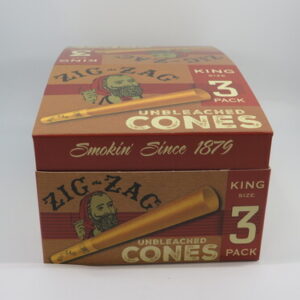 KING
ZIG-ZAG
KING
SIZE
3
PACK
UNBLEACHED
CONES
Smokin' Since 1879
ZIG-ZAG
KING
SIZE
3
PACK
UNBLEACHED
CONES